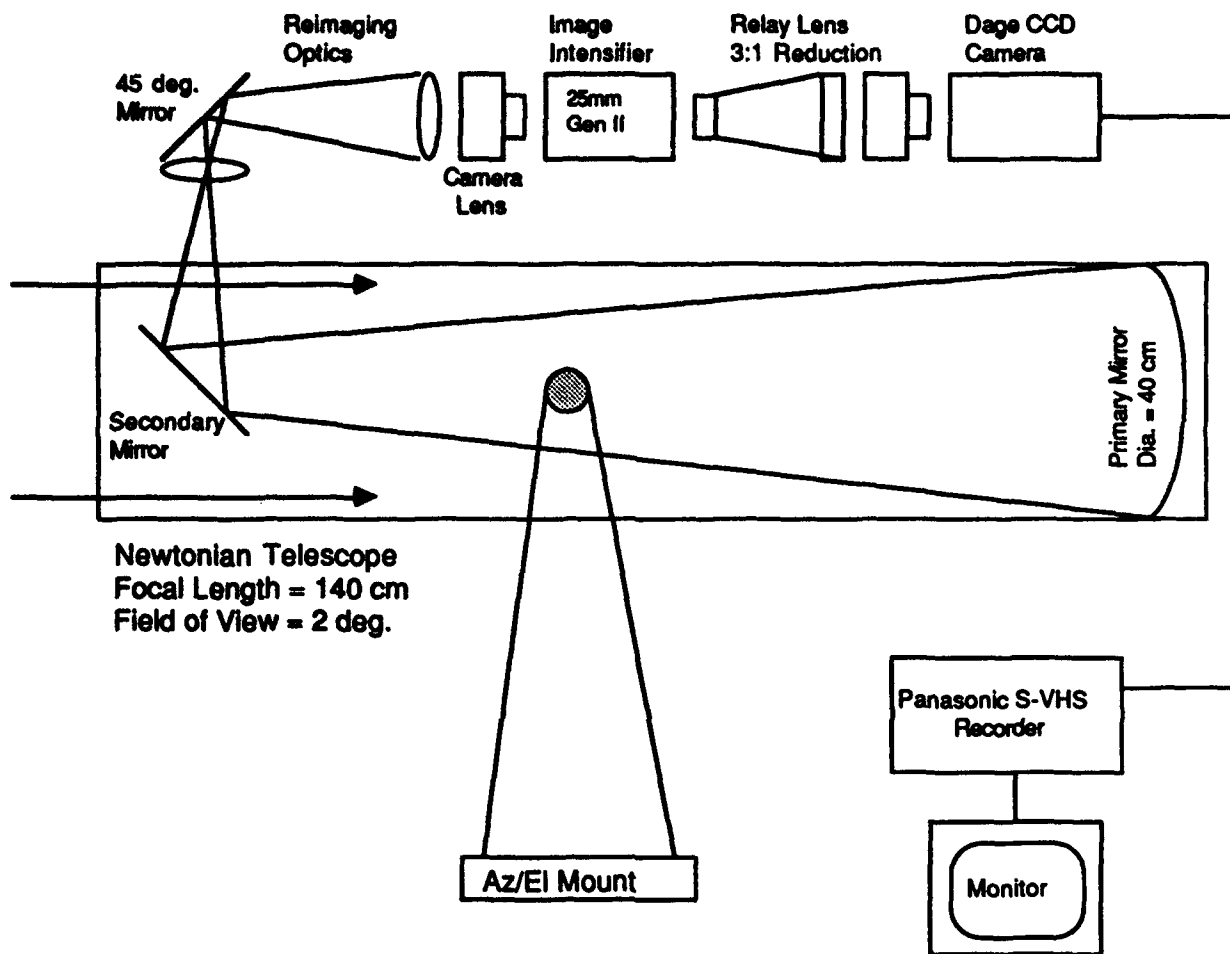 Reimaging
Optics
Image
Intensifier
Relay Lens
3:1 Reduction
Dage CCD
Camera
45 deg.
Mirror
25mm
Gen II
Camera
Lens
Primary Mirror
Dia. = 40 cm
Secondary
Mirror
Newtonian Telescope
Focal Length = 140 cm
Field of View = 2 deg.
Panasonic S-VHS
Recorder
Az/El Mount
Monitor